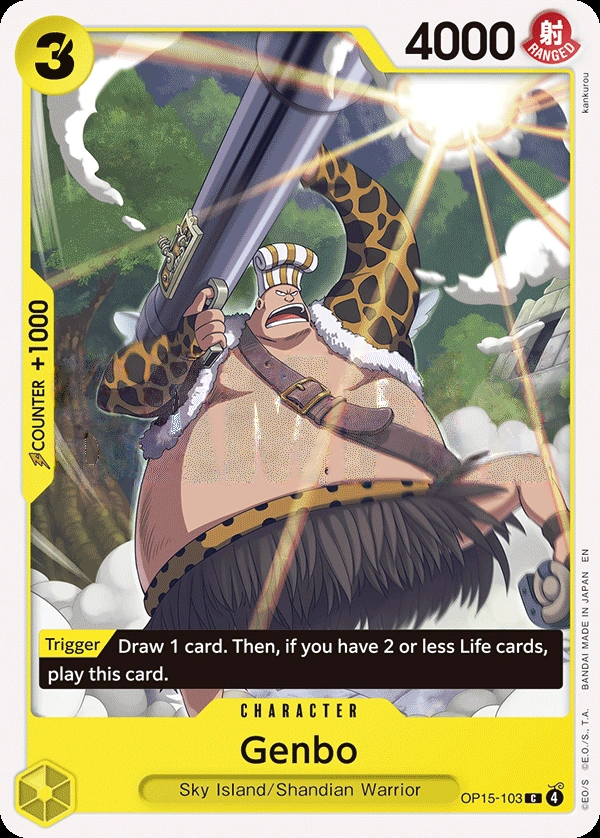 3
4000
射
RANGED
kankurou
COUNTER +1000
Trigger Draw 1 card. Then, if you have 2 or less Life cards,
play this card.
CHARACTER
Genbo
Sky Island/Shandian Warrior
OP15-103 C 4
©E.O/S ©E.O./S., T.A. BANDAI MADE IN JAPAN EN